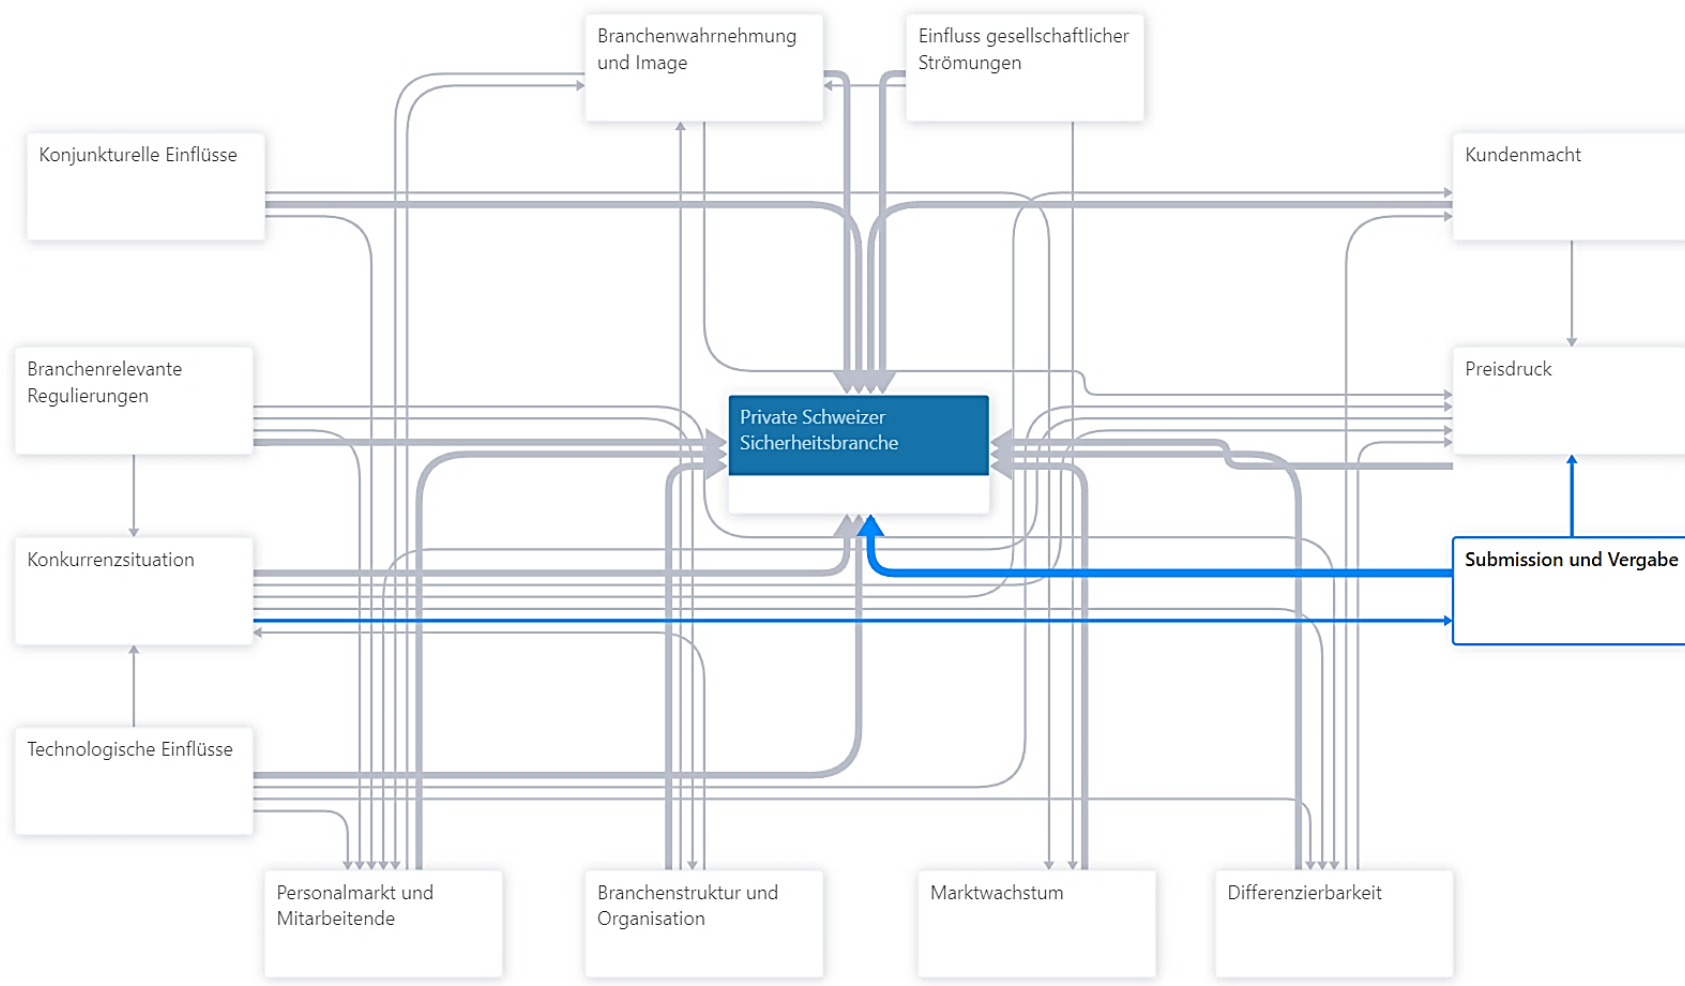 Branchenwahrnehmung
und Image
Einfluss gesellschaftlicher
Strömungen
Konjunkturelle Einflüsse
Kundenmacht
Branchenrelevante
Regulierungen
Preisdruck
Private Schweizer
Sicherheitsbranche
Konkurrenzsituation
Submission und Vergabe
Technologische Einflüsse
Personalmarkt und
Mitarbeitende
Branchenstruktur und
Organisation
Marktwachstum
Differenzierbarkeit